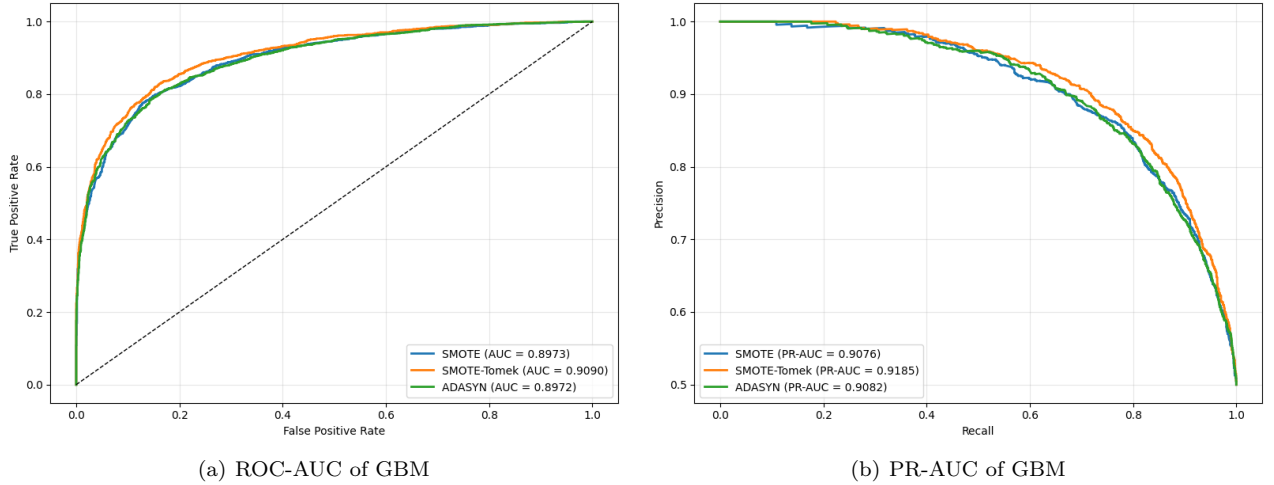 1.0
0.8
0.6
0.4
0.2
0.0
True Positive Rate
0.0 0.2 0.4 0.6 0.8 1.0
False Positive Rate
SMOTE (AUC = 0.8973)
SMOTE-Tomek (AUC = 0.9090)
ADASYN (AUC = 0.8972)
(a) ROC-AUC of GBM
1.0
0.9
0.8
0.7
0.6
0.5
Precision
0.0 0.2 0.4 0.6 0.8 1.0
Recall
SMOTE (PR-AUC = 0.9076)
SMOTE-Tomek (PR-AUC = 0.9185)
ADASYN (PR-AUC = 0.9082)
(b) PR-AUC of GBM